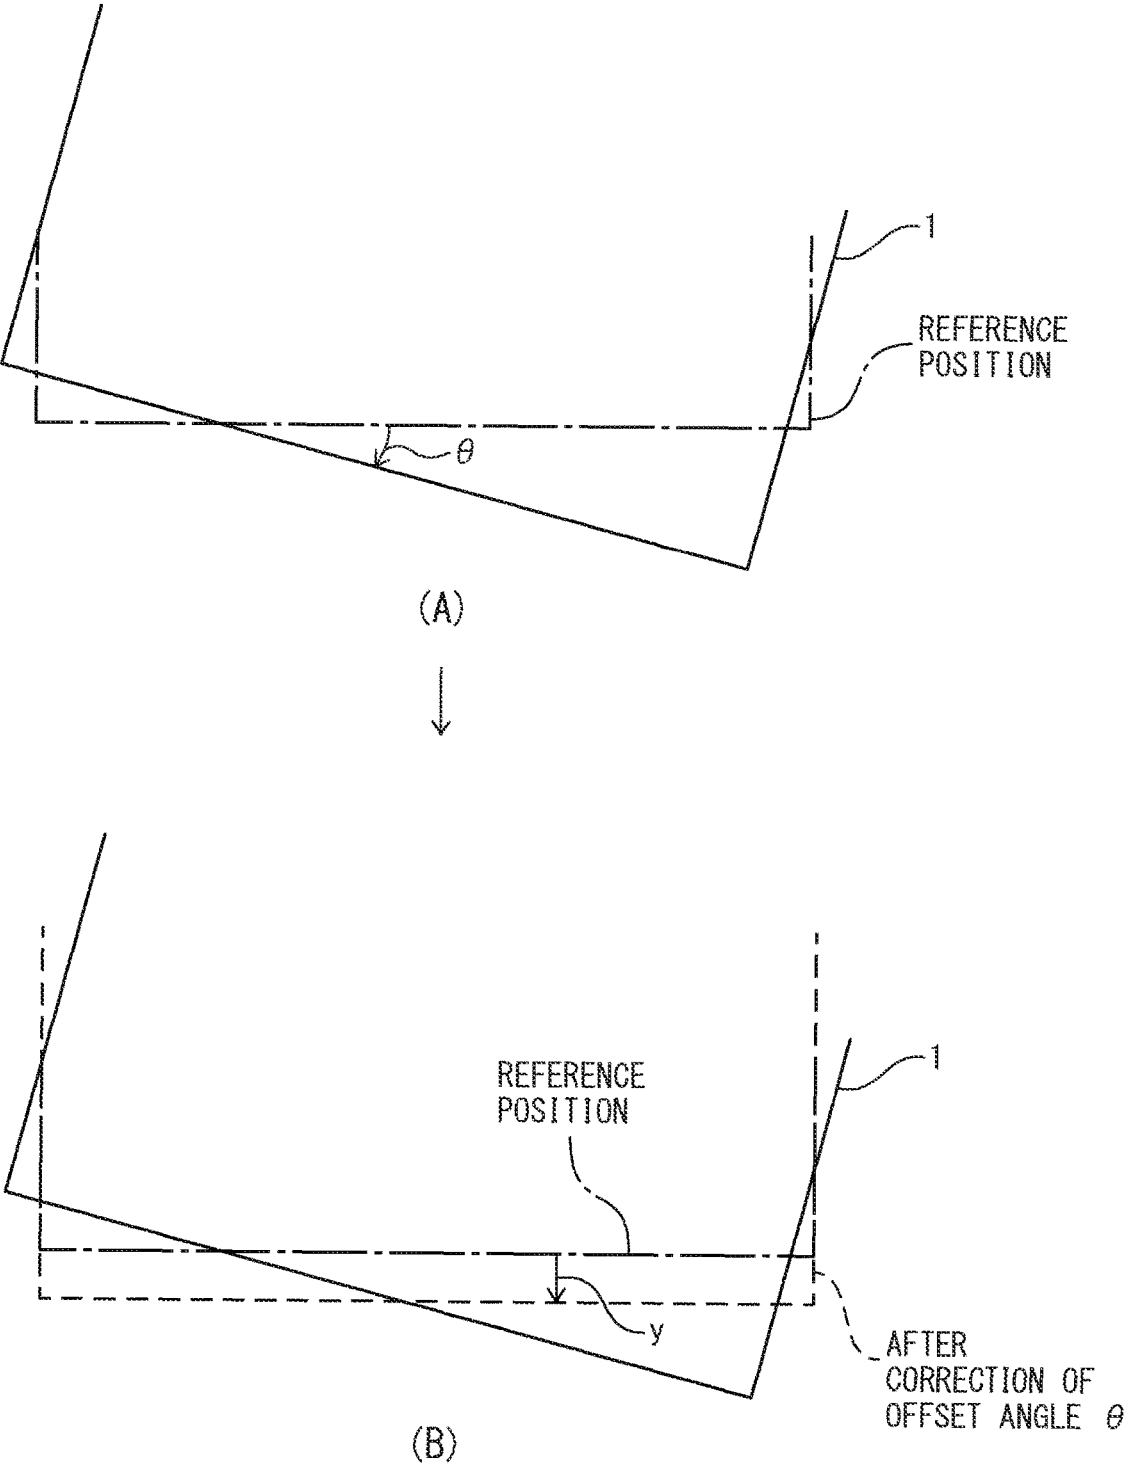 1
REFERENCE
POSITION
θ
(A)
1
REFERENCE
POSITION
y
AFTER
CORRECTION OF
OFFSET ANGLE θ
(B)